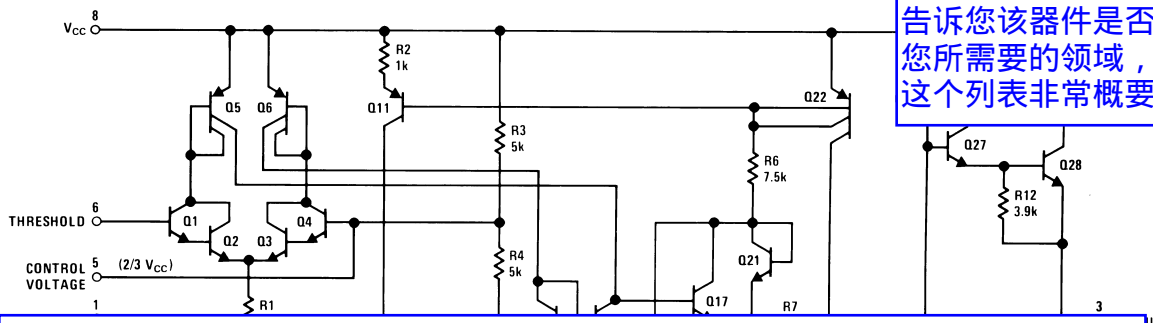 8
VCC
告诉您该器件是否
您所需要的领域，
这个列表非常概要
R2
1k
Q5
Q6
Q11
Q22
R3
5k
R6
7.5k
Q27
Q28
R12
3.9k
6
THRESHOLD
Q1
Q2
Q3
Q4
5
CONTROL
VOLTAGE
(2/3 VCC)
R4
5k
Q21
1
R1
Q17
R7
3